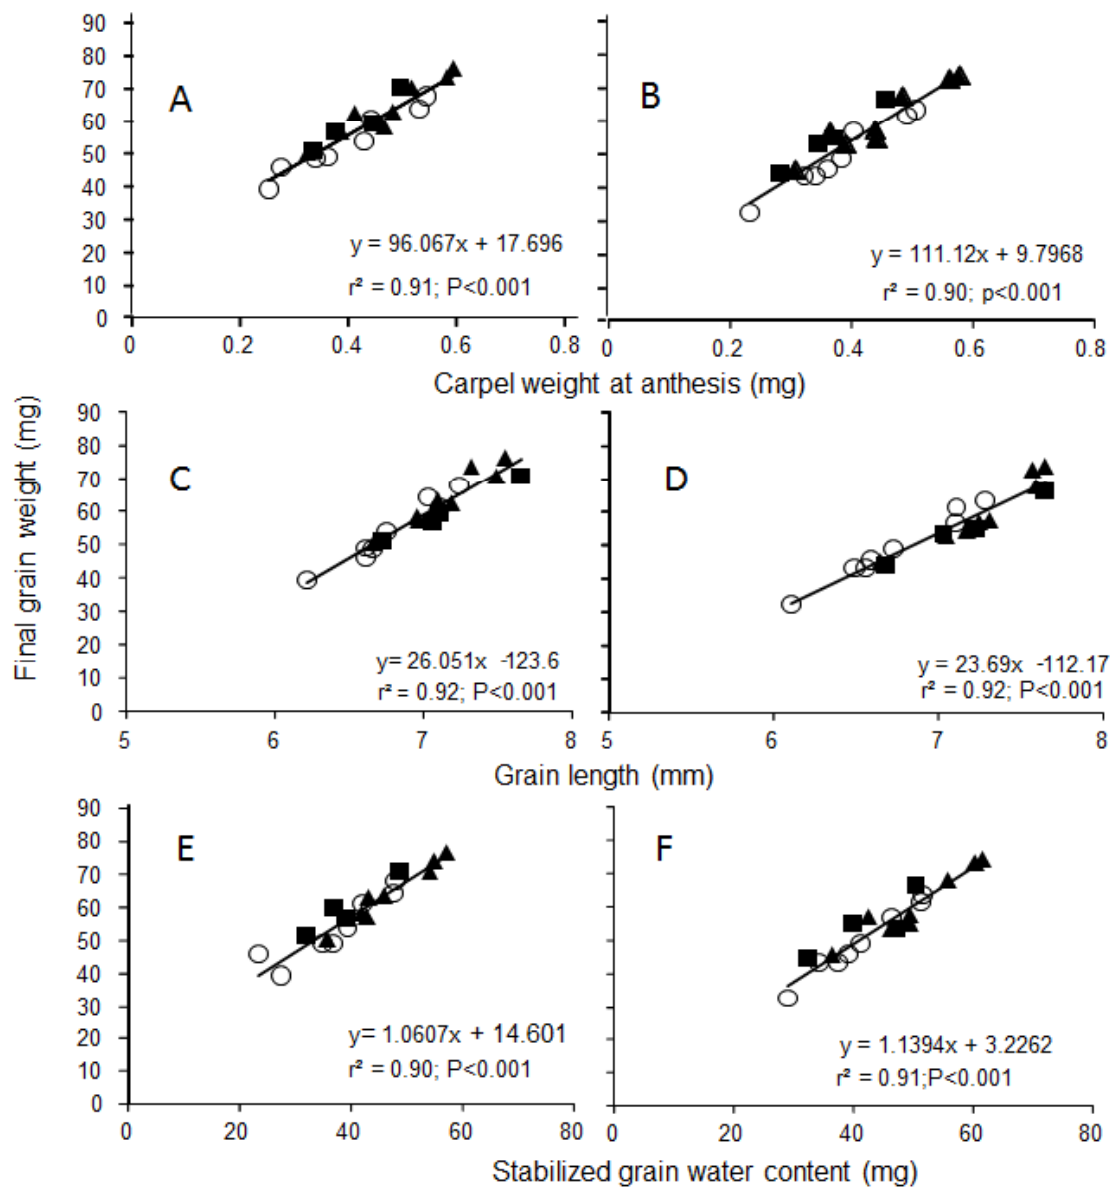 90
80
70
60
50
40
30
20
10
0
A
y = 96.067x + 17.696
r² = 0.91; P<0.001
0 0.2 0.4 0.6 0.8
B
y = 111.12x + 9.7968
r² = 0.90; p<0.001
0 0.2 0.4 0.6 0.8
Carpel weight at anthesis (mg)
Final grain weight (mg)
90
80
70
60
50
40
30
20
10
0
C
y= 26.051x -123.6
r² = 0.92; P<0.001
5 6 7 8
D
y = 23.69x -112.17
r² = 0.92; P<0.001
5 6 7 8
Grain length (mm)
90
80
70
60
50
40
30
20
10
0
E
y= 1.0607x + 14.601
r² = 0.90; P<0.001
0 20 40 60 80
F
y = 1.1394x + 3.2262
r² = 0.91;P<0.001
0 20 40 60 80
Stabilized grain water content (mg)